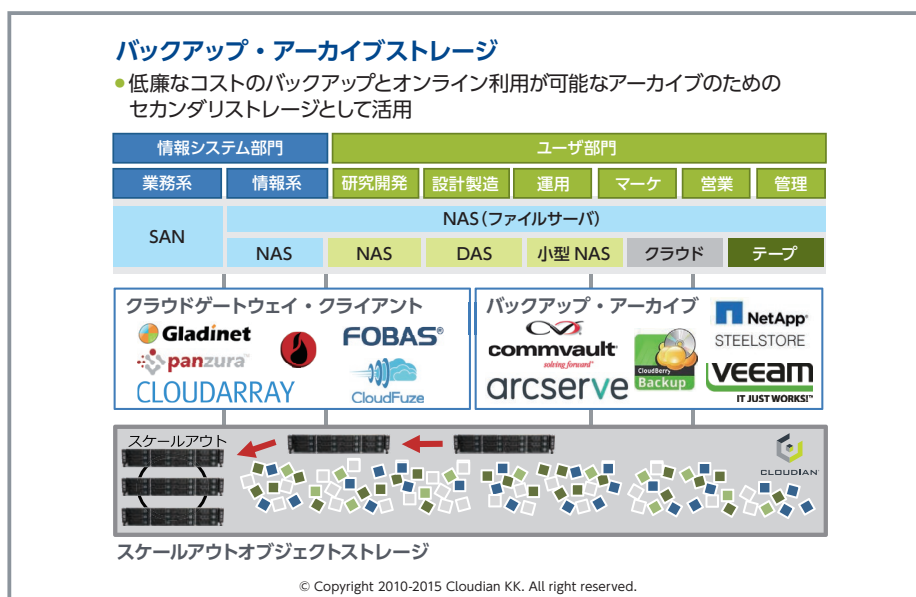 バックアップ・アーカイブストレージ
●低廉なコストのバックアップとオンライン利用が可能なアーカイブのための
セカンダリストレージとして活用
情報システム部門 ユーザ部門
業務系 情報系 研究開発 設計製造 運用 マーケ 営業 管理
NAS(ファイルサーバ)
SAN
NAS NAS DAS 小型 NAS クラウド テープ
クラウドゲートウェイ・クライアント
Gladinet
panzura™
FOBAS®
CLOUDARRAY
CloudFuze
バックアップ・アーカイブ
commvault®
solving forward®
arcserve®
CloudBerry
Backup
NetApp®
STEELSTORE
veeam
IT JUST WORKS!™
スケールアウト
CLOUDIAN®
スケールアウトオブジェクトストレージ
© Copyright 2010-2015 Cloudian KK. All right reserved.